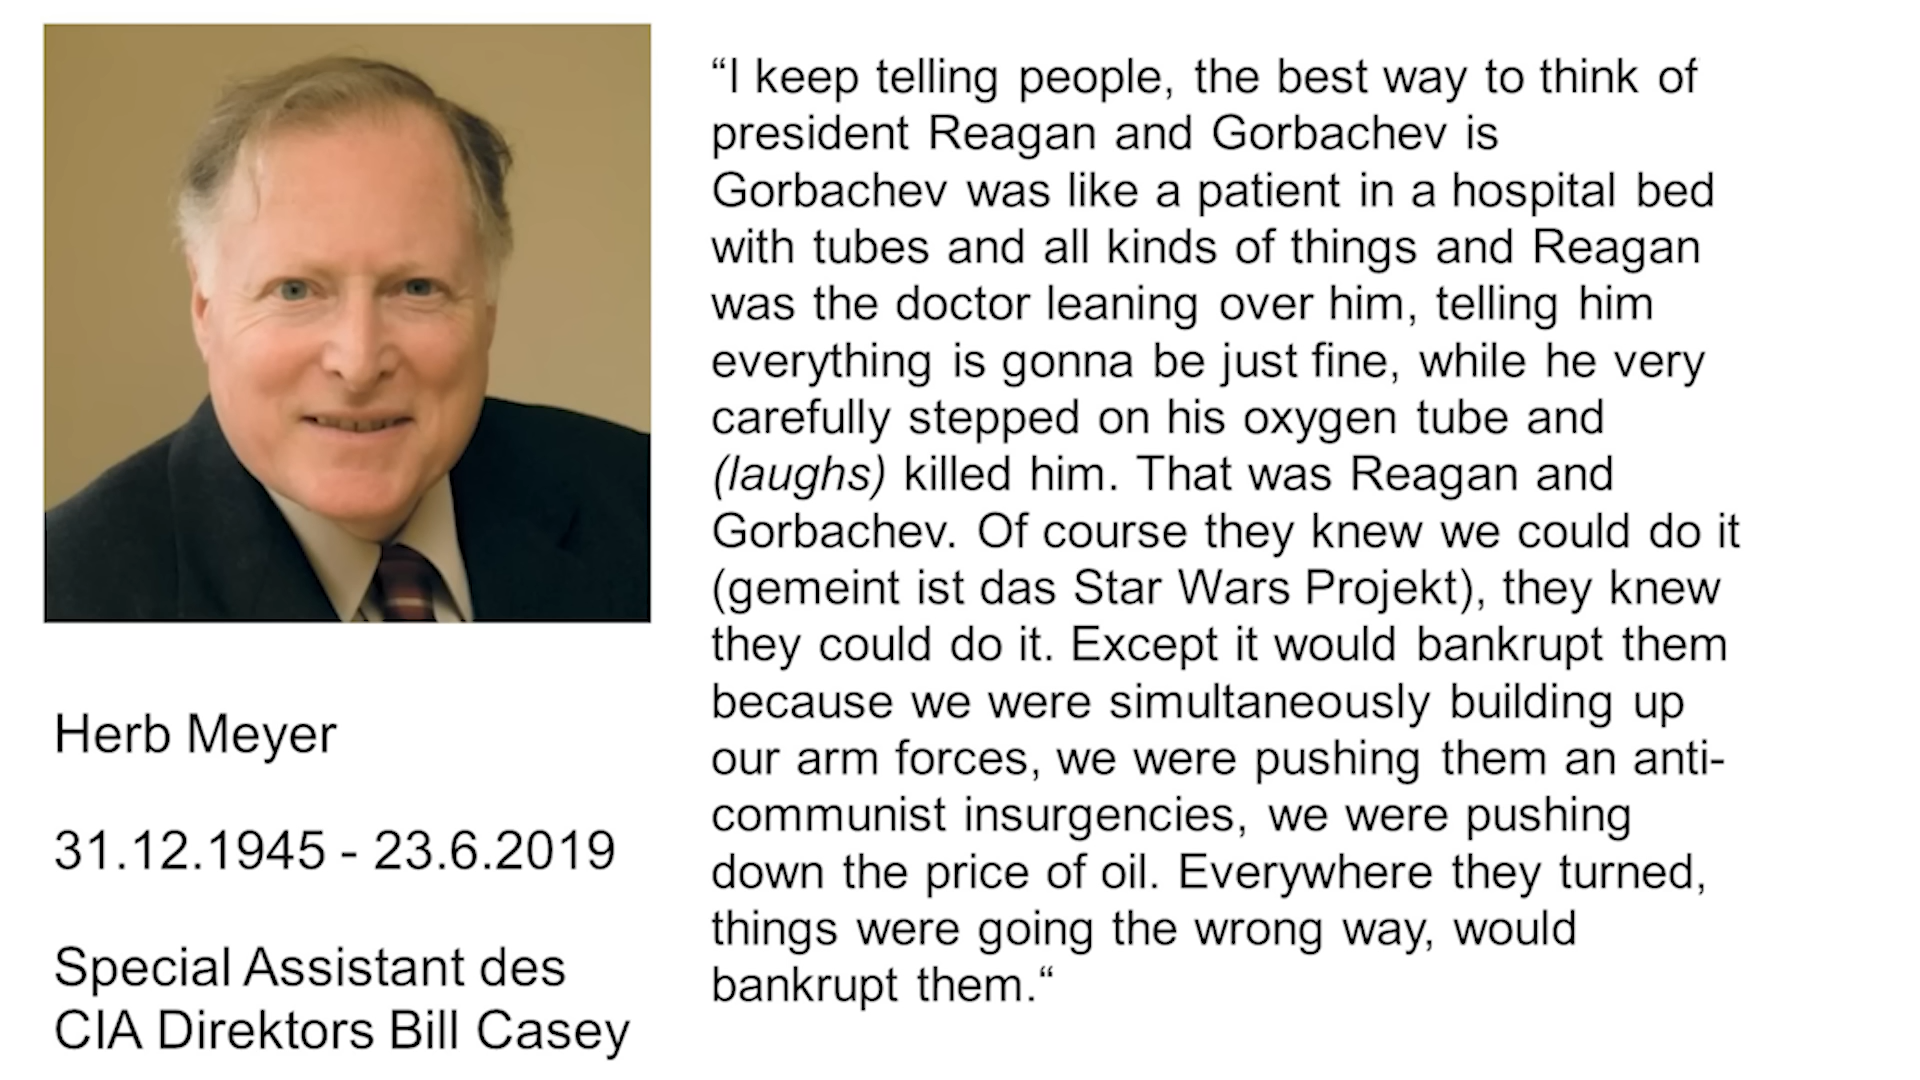 “I keep telling people, the best way to think of
president Reagan and Gorbachev is
Gorbachev was like a patient in a hospital bed
with tubes and all kinds of things and Reagan
was the doctor leaning over him, telling him
everything is gonna be just fine, while he very
carefully stepped on his oxygen tube and
(laughs) killed him. That was Reagan and
Gorbachev. Of course they knew we could do it
(gemeint ist das Star Wars Projekt), they knew
they could do it. Except it would bankrupt them
because we were simultaneously building up
our arm forces, we were pushing them an anti-
communist insurgencies, we were pushing
down the price of oil. Everywhere they turned,
things were going the wrong way, would
bankrupt them.“
Herb Meyer
31.12.1945 - 23.6.2019
Special Assistant des
CIA Direktors Bill Casey